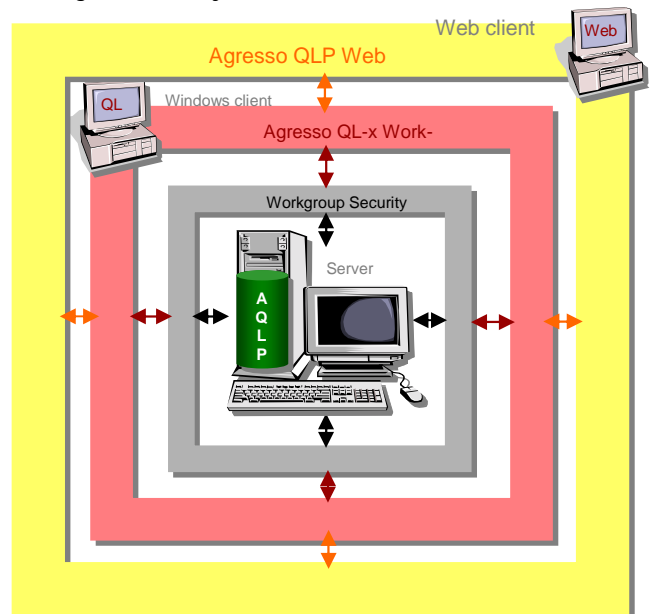 Web client
Web
Agresso QLP Web
QL
Windows client
Agresso QL-x Work-
Workgroup Security
Server
A
Q
L
P